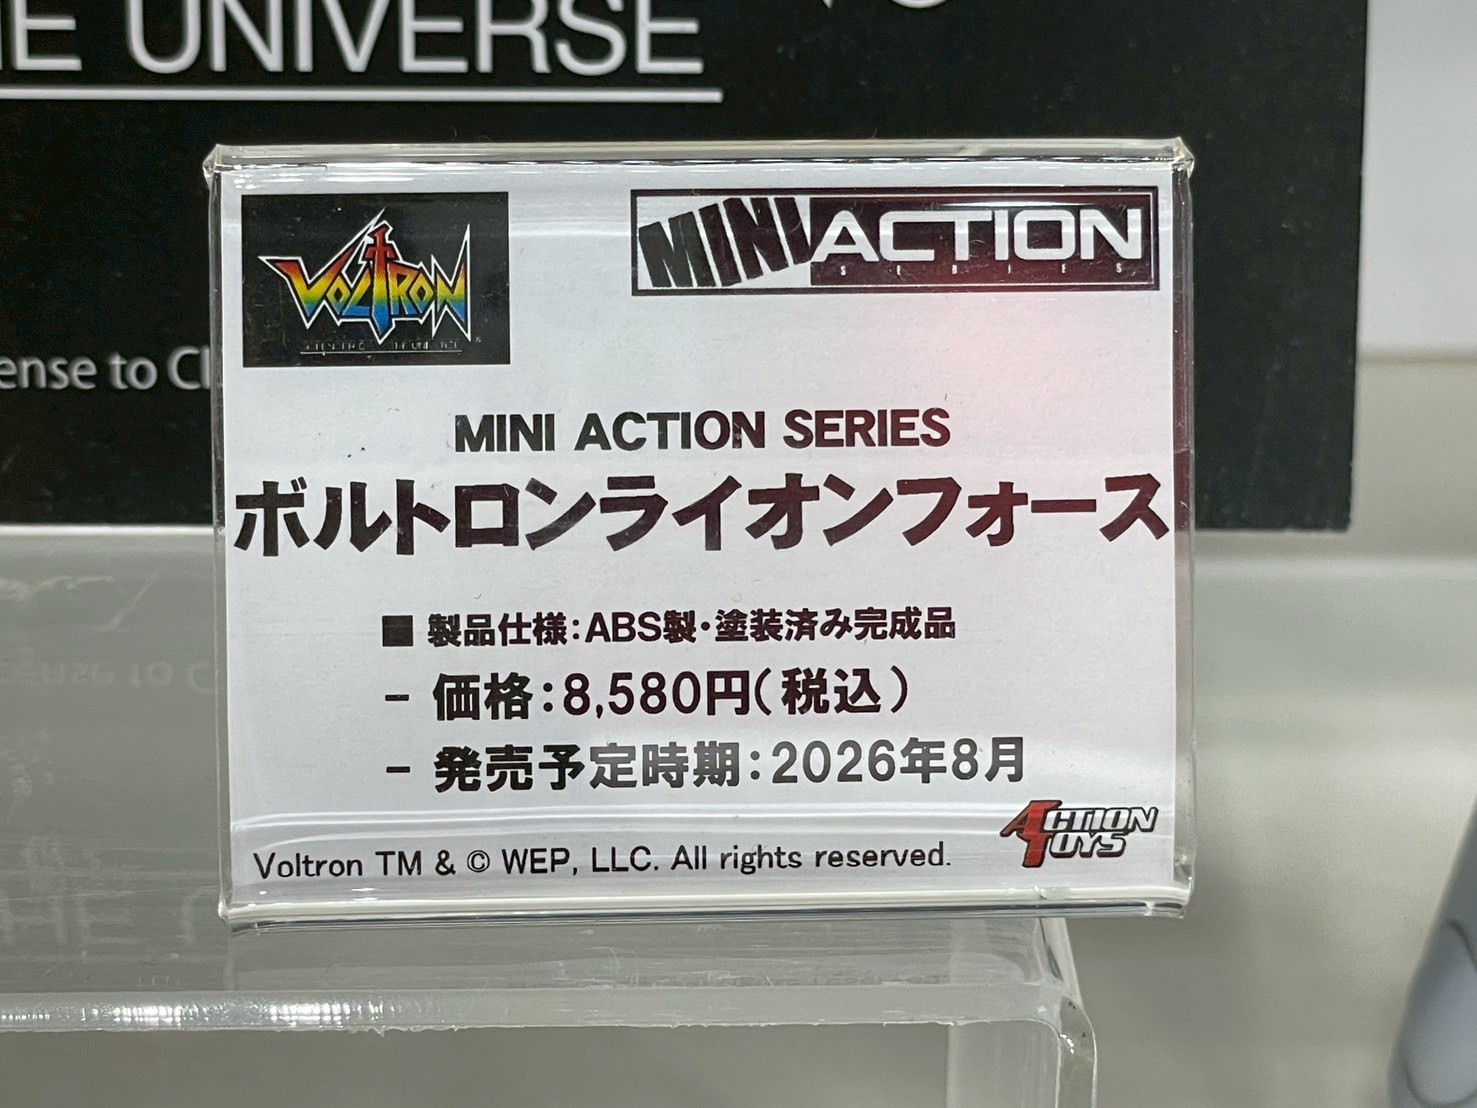 UNIVERSE
ense to
VOLTRON
MINI ACTION
SERIES
MINI ACTION SERIES
ボルトロンライオンフォース
■ 製品仕様:ABS製・塗装済み完成品
- 価格:8,580円(税込)
- 発売予定時期:2026年8月
ACTION TOYS
Voltron TM & © WEP, LLC. All rights reserved.